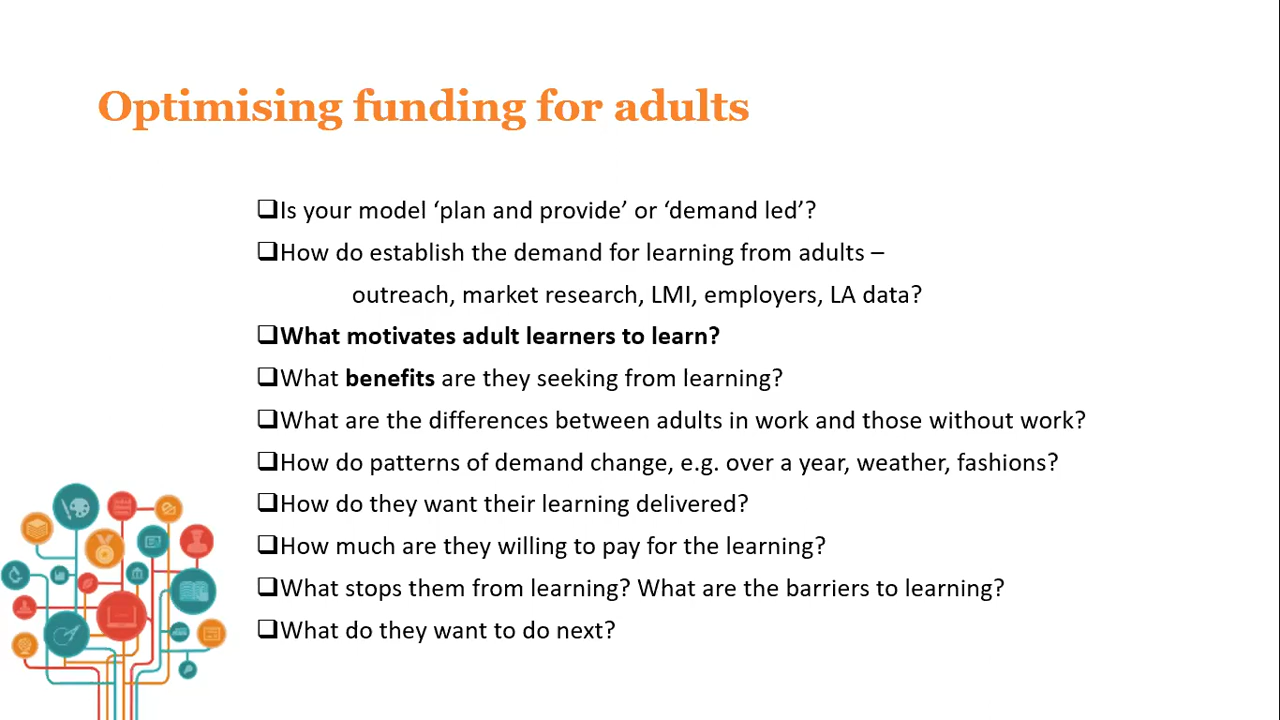 Optimising funding for adults
❑Is your model ‘plan and provide’ or ‘demand led’?
❑How do establish the demand for learning from adults –
outreach, market research, LMI, employers, LA data?
❑What motivates adult learners to learn?
❑What benefits are they seeking from learning?
❑What are the differences between adults in work and those without work?
❑How do patterns of demand change, e.g. over a year, weather, fashions?
❑How do they want their learning delivered?
❑How much are they willing to pay for the learning?
❑What stops them from learning? What are the barriers to learning?
❑What do they want to do next?